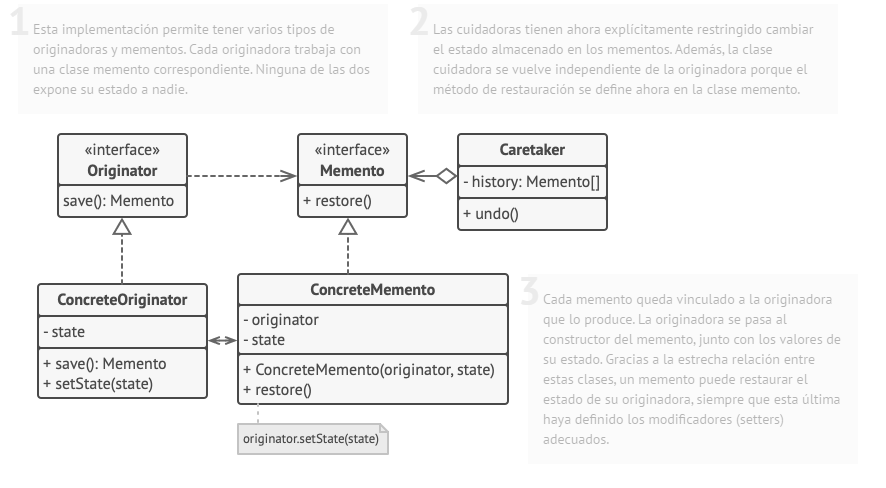 1
Esta implementación permite tener varios tipos de
originadoras y mementos. Cada originadora trabaja con
una clase memento correspondiente. Ninguna de las dos
expone su estado a nadie.
2
Las cuidadoras tienen ahora explícitamente restringido cambiar
el estado almacenado en los mementos. Además, la clase
cuidadora se vuelve independiente de la originadora porque el
método de restauración se define ahora en la clase memento.
«interface»
Originator
save(): Memento
«interface»
Memento
+ restore()
Caretaker
- history: Memento[]
+ undo()
ConcreteOriginator
- state
+ save(): Memento
+ setState(state)
ConcreteMemento
- originator
- state
+ ConcreteMemento(originator, state)
+ restore()
originator.setState(state)
3
Cada memento queda vinculado a la originadora
que lo produce. La originadora se pasa al
constructor del memento, junto con los valores de
su estado. Gracias a la estrecha relación entre
estas clases, un memento puede restaurar el
estado de su originadora, siempre que esta última
haya definido los modificadores (setters)
adecuados.